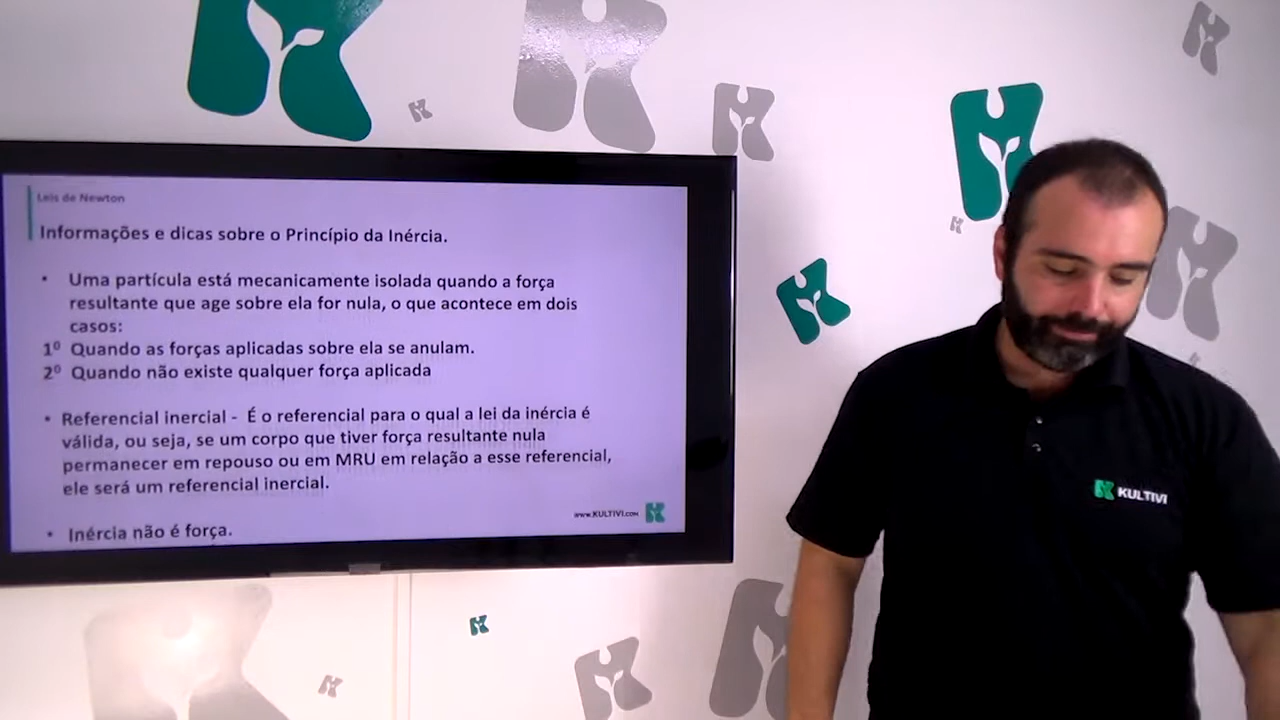 Leis de Newton
Informações e dicas sobre o Princípio da Inércia.
• Uma partícula está mecanicamente isolada quando a força
resultante que age sobre ela for nula, o que acontece em dois
casos:
1º Quando as forças aplicadas sobre ela se anulam.
2º Quando não existe qualquer força aplicada
• Referencial inercial - É o referencial para o qual a lei da inércia é
válida, ou seja, se um corpo que tiver força resultante nula
permanecer em repouso ou em MRU em relação a esse referencial,
ele será um referencial inercial.
• Inércia não é força.
www.KULTIVI.com
KULTIVI